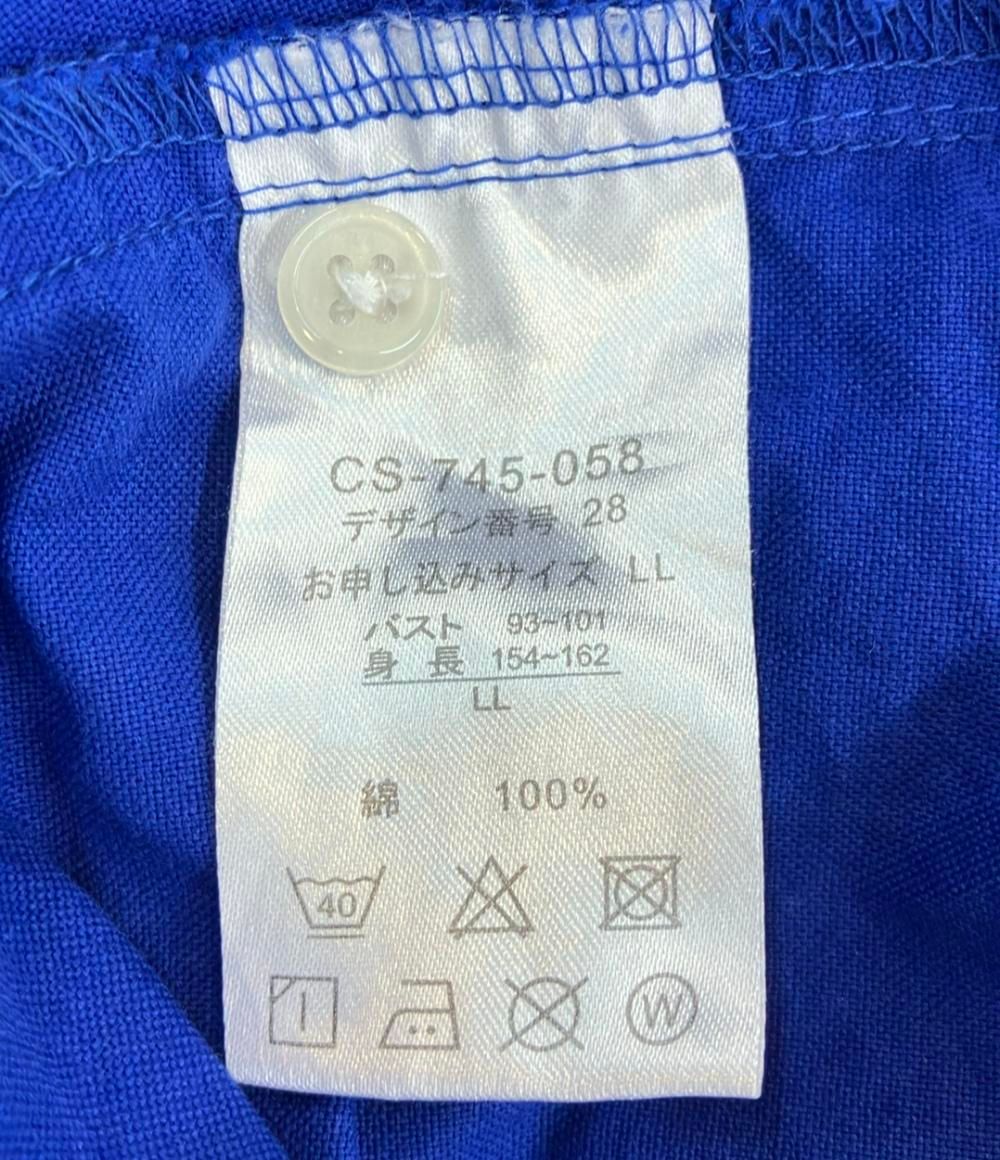 CS-745-058
デザイン番号 28
お申し込みサイズ LL
バスト 93~101
身 長 154~162
LL
綿 100%
40
W